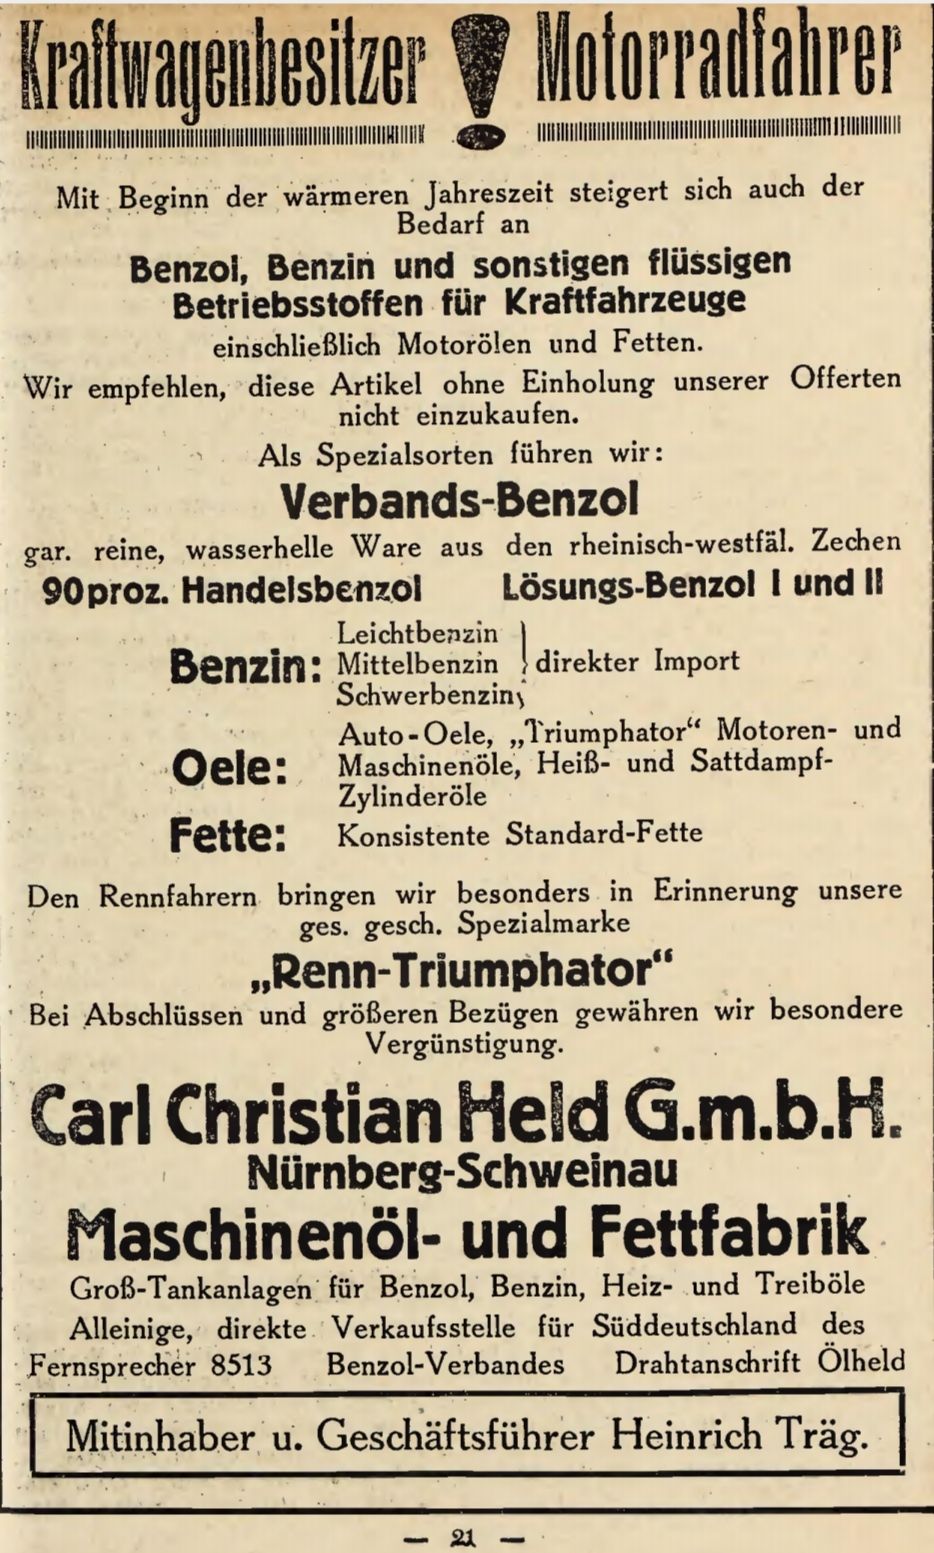 Kraftwagenbesitzer ! Motorradfahrer
Mit Beginn der wärmeren Jahreszeit steigert sich auch der
Bedarf an
Benzol, Benzin und sonstigen flüssigen
Betriebsstoffen für Kraftfahrzeuge
einschließlich Motorölen und Fetten.
Wir empfehlen, diese Artikel ohne Einholung unserer Offerten
nicht einzukaufen.
Als Spezialsorten führen wir:
Verbands-Benzol
gar. reine, wasserhelle Ware aus den rheinisch-westfäl. Zechen
90proz. Handelsbenzol Lösungs-Benzol I und II
Leichtbenzin
Benzin: Mittelbenzin } direkter Import
Schwerbenzin
Auto-Oele, „Triumphator“ Motoren- und
Oele: Maschinenöle, Heiß- und Sattdampf-
Zylinderöle
Fette: Konsistente Standard-Fette
Den Rennfahrern bringen wir besonders in Erinnerung unsere
ges. gesch. Spezialmarke
„Renn-Triumphator“
Bei Abschlüssen und größeren Bezügen gewähren wir besondere
Vergünstigung.
Carl Christian Held G.m.b.H.
Nürnberg-Schweinau
Maschinenöl- und Fettfabrik
Groß-Tankanlagen für Benzol, Benzin, Heiz- und Treiböle
Alleinige, direkte Verkaufsstelle für Süddeutschland des
Fernsprecher 8513 Benzol-Verbandes Drahtanschrift Ölheld
Mitinhaber u. Geschäftsführer Heinrich Träg.
— 21 —